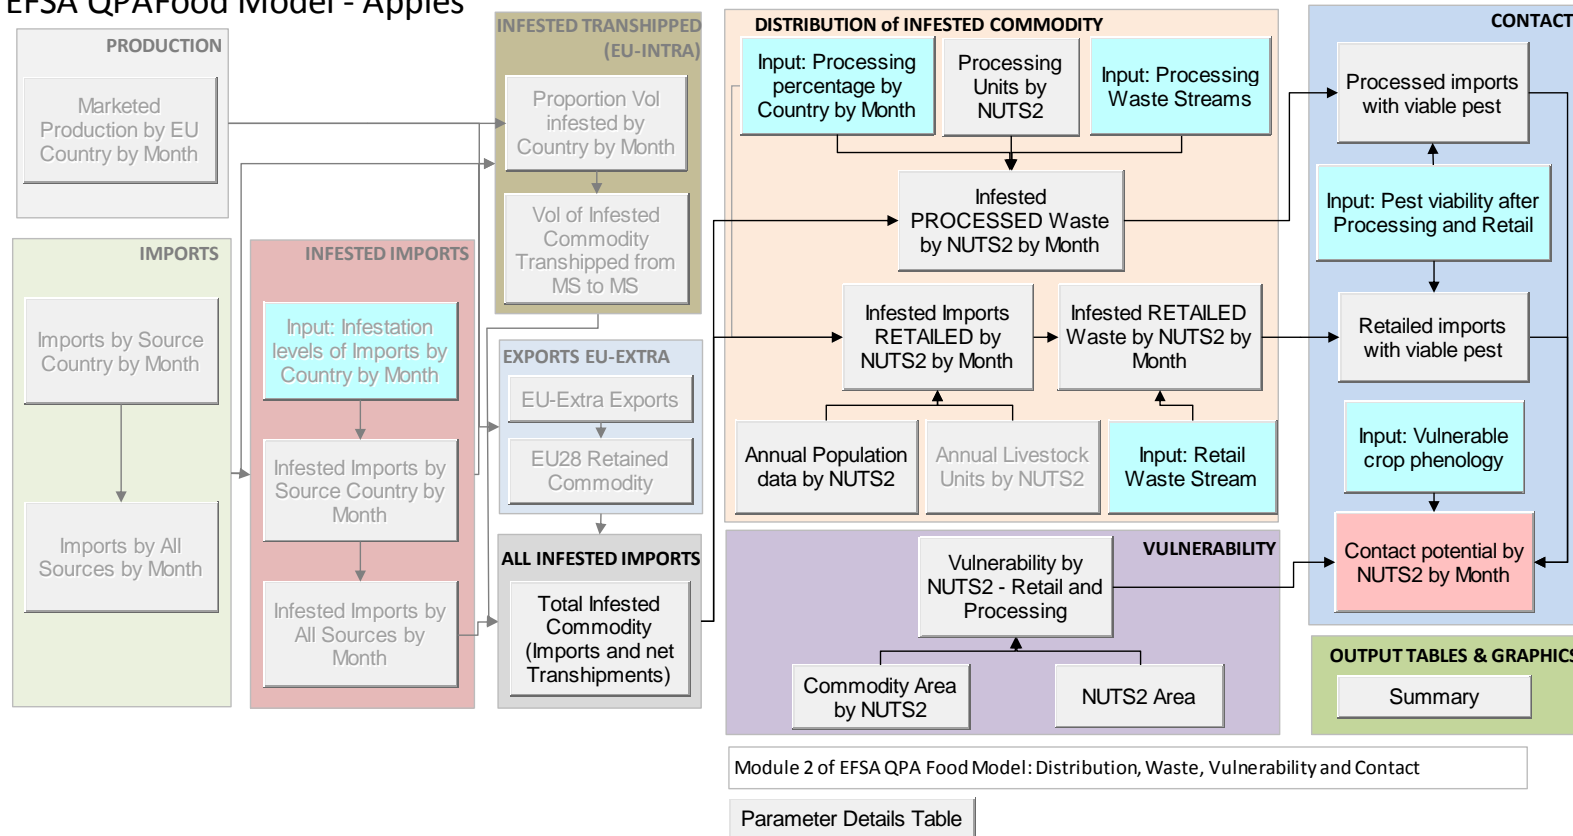 EFSA QPAFood Model - Apples
PRODUCTION
Marketed
Production by EU
Country by Month
IMPORTS
Imports by Source
Country by Month
Imports by All
Sources by Month
INFESTED IMPORTS
Input: Infestation
levels of Imports by
Country by Month
Infested Imports by
Source Country by
Month
Infested Imports by
All Sources by
Month
INFESTED TRANSHIPPED
(EU-INTRA)
Proportion Vol
infested by
Country by Month
Vol of Infested
Commodity
Transhipped from
MS to MS
EXPORTS EU-EXTRA
EU-Extra Exports
EU28 Retained
Commodity
ALL INFESTED IMPORTS
Total Infested
Commodity
(Imports and net
Transhipments)
DISTRIBUTION of INFESTED COMMODITY
Input: Processing
percentage by
Country by Month
Processing
Units by
NUTS2
Input: Processing
Waste Streams
Infested
PROCESSED Waste
by NUTS2 by Month
Infested Imports
RETAILED by
NUTS2 by Month
Infested RETAILED
Waste by NUTS2 by
Month
Annual Population
data by NUTS2
Annual Livestock
Units by NUTS2
Input: Retail
Waste Stream
VULNERABILITY
Vulnerability by
NUTS2 - Retail and
Processing
Commodity Area
by NUTS2
NUTS2 Area
CONTACT
Processed imports
with viable pest
Input: Pest viability after
Processing and Retail
Retailed imports
with viable pest
Input: Vulnerable
crop phenology
Contact potential by
NUTS2 by Month
OUTPUT TABLES & GRAPHICS
Summary
Module 2 of EFSA QPA Food Model: Distribution, Waste, Vulnerability and Contact
Parameter Details Table